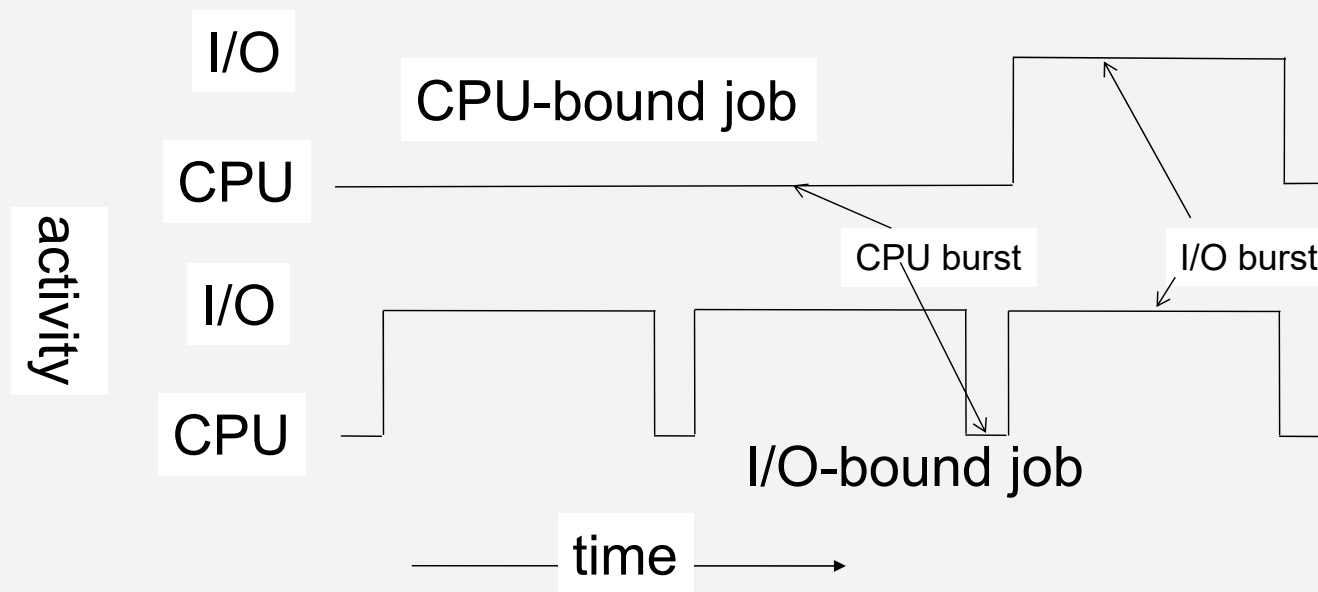 I/O
CPU-bound job
CPU
activity
CPU burst
I/O burst
I/O
CPU
I/O-bound job
time